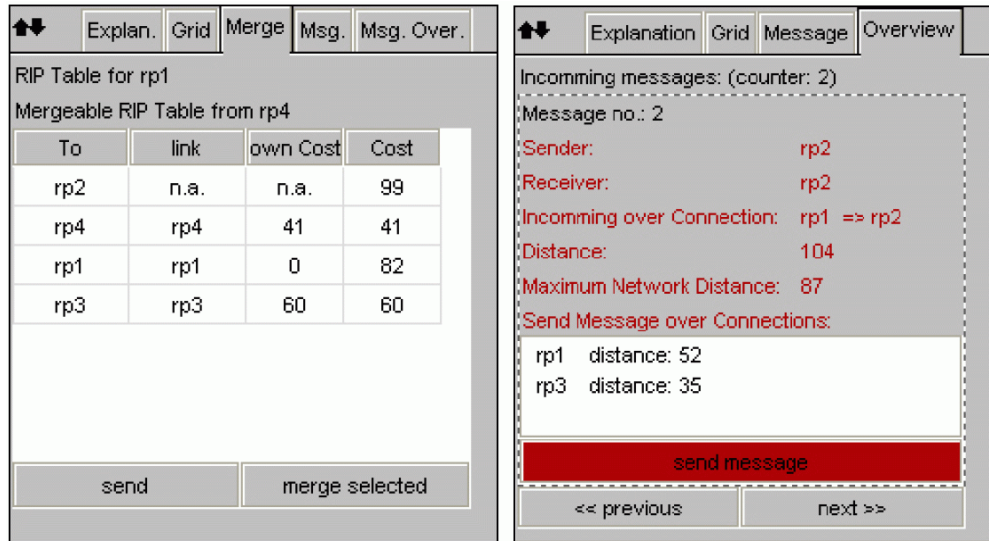 Explan. Grid Merge Msg. Msg. Over.
RIP Table for rp1
Mergeable RIP Table from rp4
To link own Cost Cost
rp2 n.a. n.a. 99
rp4 rp4 41 41
rp1 rp1 0 82
rp3 rp3 60 60
send merge selected
Explanation Grid Message Overview
Incomming messages: (counter: 2)
Message no.: 2
Sender: rp2
Receiver: rp2
Incomming over Connection: rp1 => rp2
Distance: 104
Maximum Network Distance: 87
Send Message over Connections:
rp1 distance: 52
rp3 distance: 35
send message
<< previous next >>